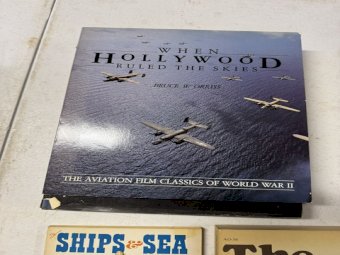 WHEN
HOLLYWOOD
RULED THE SKIES
BRUCE W. ORRISS
THE AVIATION FILM CLASSICS OF WORLD WAR II
SHIPS & SEA
The